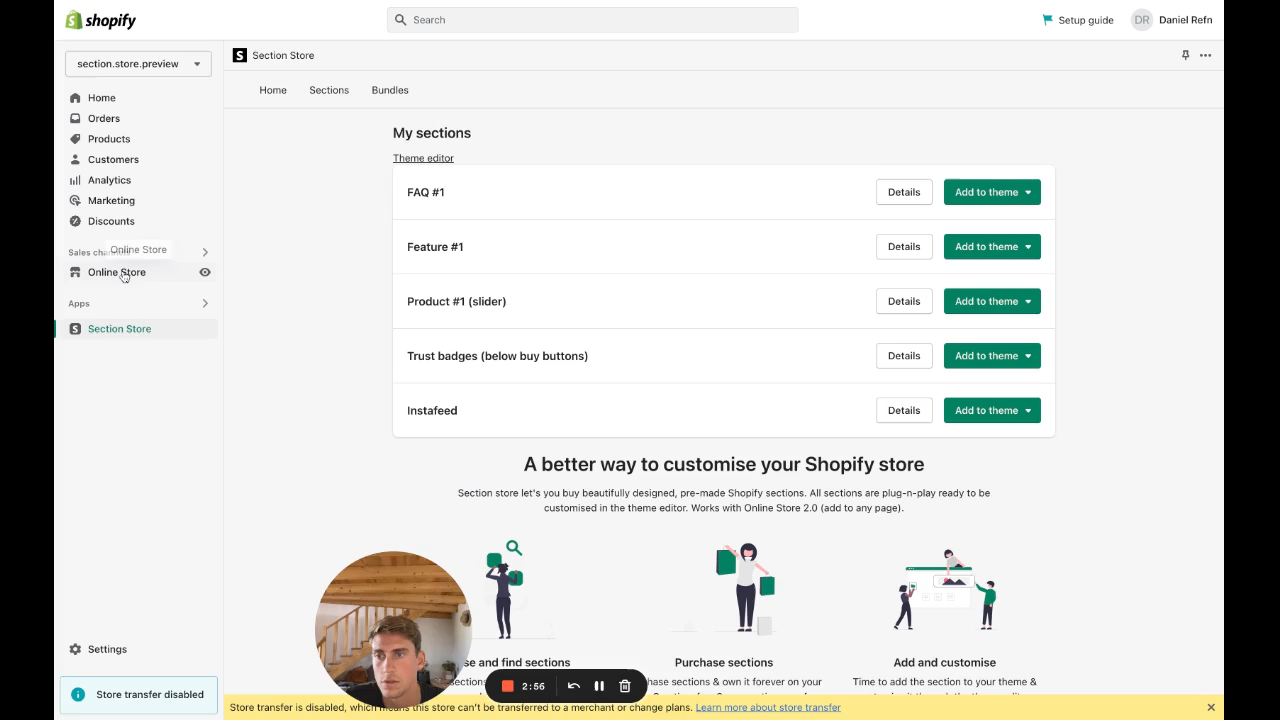 shopify
Search
Setup guide
DR
Daniel Refn
section.store.preview
Home
Orders
Products
Customers
Analytics
Marketing
Discounts
Sales
Online Store
Online Store
Apps
Section Store
Settings
Store transfer disabled
Section Store
Home
Sections
Bundles
My sections
Theme editor
FAQ #1
Details
Add to theme
Feature #1
Details
Add to theme
Product #1 (slider)
Details
Add to theme
Trust badges (below buy buttons)
Details
Add to theme
Instafeed
Details
Add to theme
A better way to customise your Shopify store
Section store let's you buy beautifully designed, pre-made Shopify sections. All sections are plug-n-play ready to be
customised in the theme editor. Works with Online Store 2.0 (add to any page).
and find sections
Purchase sections
sections & own it forever on your
Add and customise
Time to add the section to your theme &
2:56
Store transfer is disabled, which means this store can't be transferred to a merchant or change plans. Learn more about store transfer